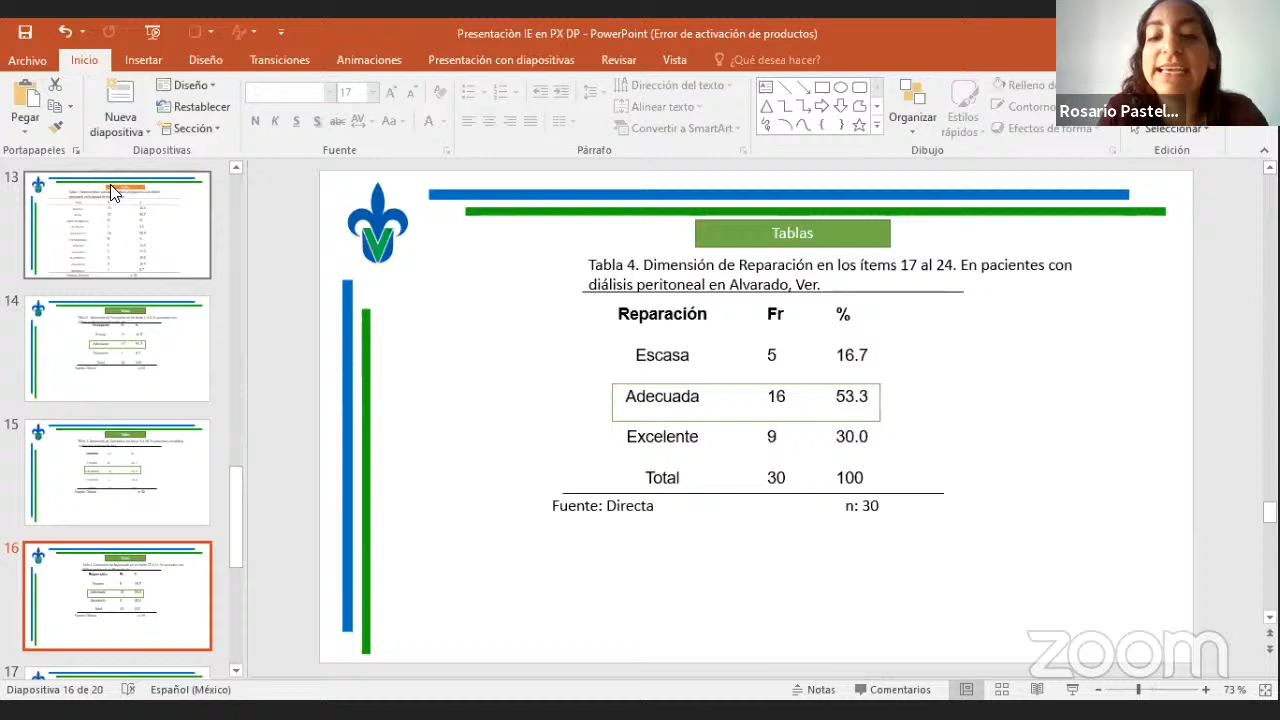 Presentaciòn IE en PX DP - PowerPoint (Error de activación de productos)
Archivo Inicio Insertar Diseño Transiciones Animaciones Presentación con diapositivas Revisar Vista ¿Qué desea hacer?
Rosario Pastel...
Pegar
Nueva diapositiva
Diseño
Restablecer
Sección
17
N K S S abc AV Aa A
Dirección del texto
Alinear texto
Convertir a SmartArt
Organizar
Estilos rápidos
Relleno de
Contorno
Efectos de forma
Seleccionar
Portapapeles Diapositivas Fuente Párrafo Dibujo Edición
13
14
15
16
17
Tablas
Tabla 4. Dimensión de Reparación en los ítems 17 al 24. En pacientes con
diálisis peritoneal en Alvarado, Ver.
Reparación Fr %
Escasa 5 16.7
Adecuada 16 53.3
Excelente 9 30.0
Total 30 100
Fuente: Directa n: 30
zoom
Diapositiva 16 de 20 Español (México) Notas Comentarios 73 %